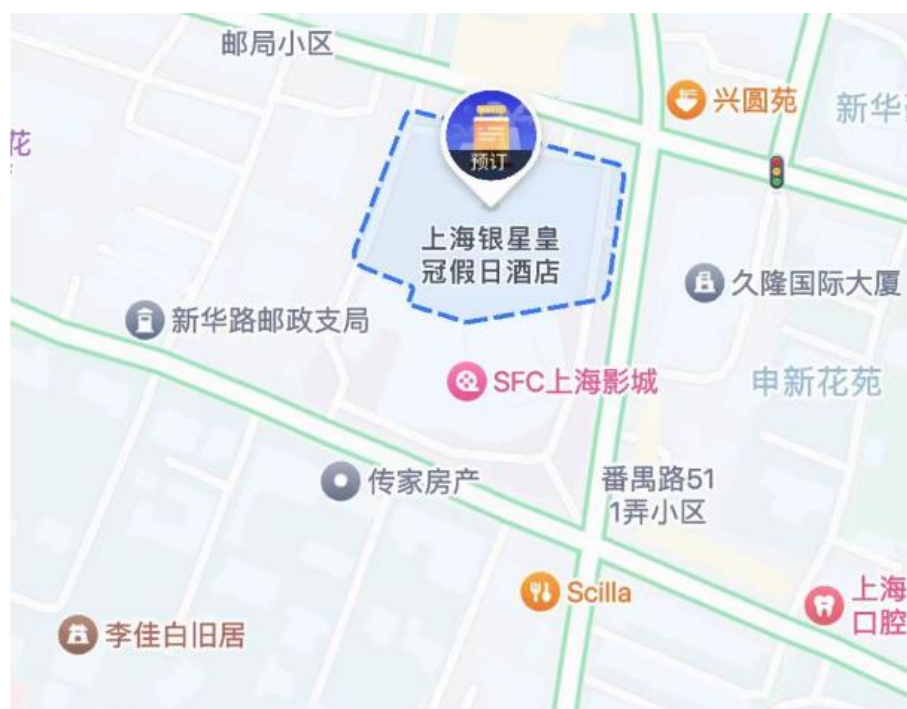 邮局小区
兴圆苑
新华
花
预订
上海银星皇
冠假日酒店
久隆国际大厦
新华路邮政支局
SFC上海影城
申新花苑
传家房产
番禺路51
1弄小区
Scilla
上海
口腔
李佳白旧居